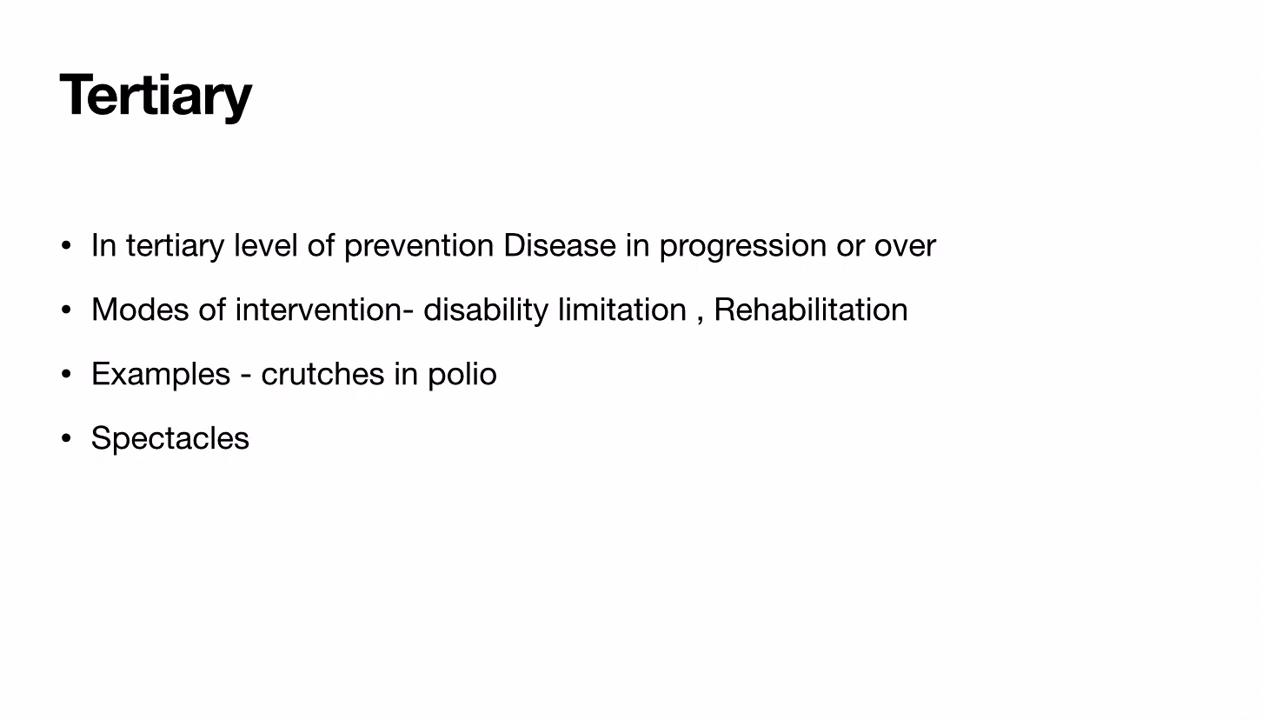 Tertiary
• In tertiary level of prevention Disease in progression or over
• Modes of intervention- disability limitation , Rehabilitation
• Examples - crutches in polio
• Spectacles